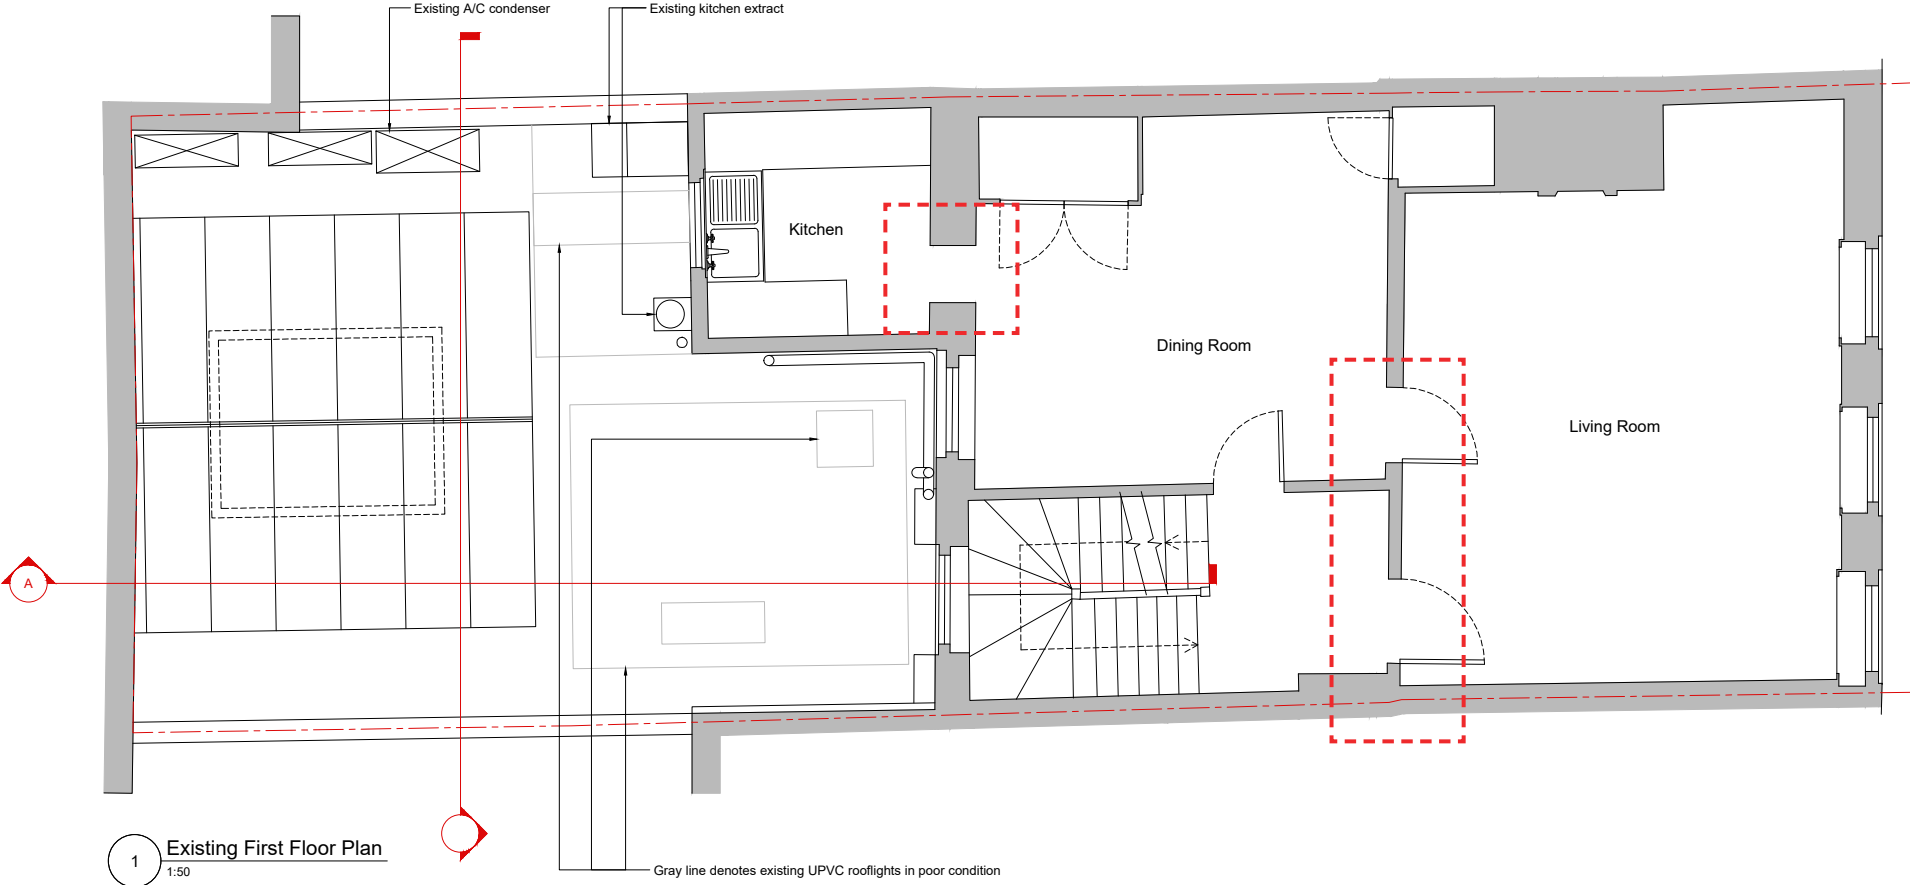 Existing A/C condenser
Existing kitchen extract
Kitchen
Dining Room
Living Room
A
1
Existing First Floor Plan
1:50
Gray line denotes existing UPVC rooflights in poor condition